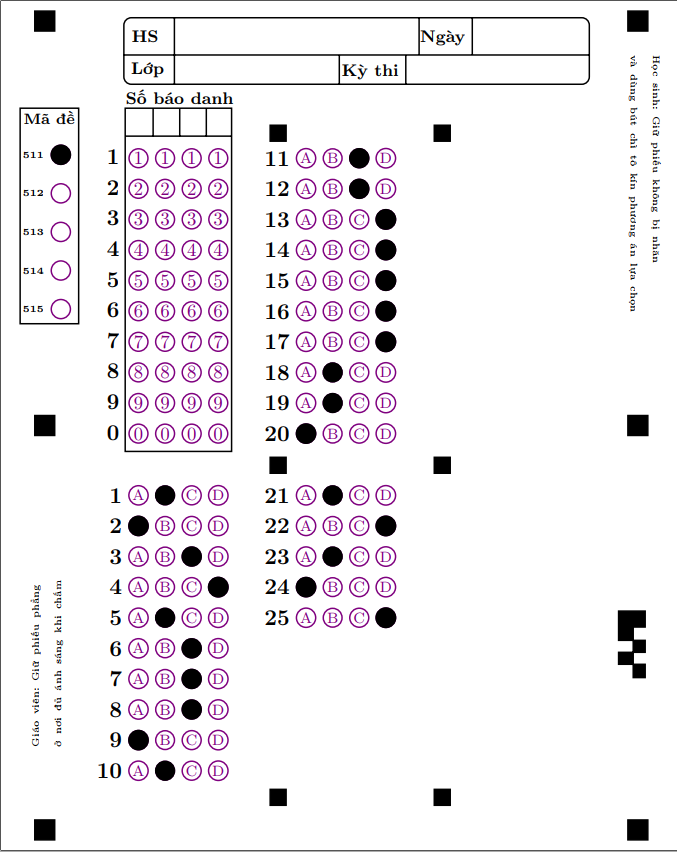 HS
Ngày
Lớp
Kỳ thi
Số báo danh
Mã đề
511
512
513
514
515
1 1 1 1 1
2 2 2 2 2
3 3 3 3 3
4 4 4 4 4
5 5 5 5 5
6 6 6 6 6
7 7 7 7 7
8 8 8 8 8
9 9 9 9 9
0 0 0 0 0
11 A B D
12 A B D
13 A B C
14 A B C
15 A B C
16 A B C
17 A B C
18 A C D
19 A C D
20 B C D
1 A C D
2 B C D
3 A B D
4 A B C
5 A C D
6 A B D
7 A B D
8 A B D
9 B C D
10 A C D
21 A C D
22 A B C
23 A C D
24 B C D
25 A B C
Học sinh: Giữ phiếu không bị nhăn
và dùng bút chì tô kín phương án lựa chọn
Giáo viên: Giữ phiếu phẳng
ở nơi đủ ánh sáng khi chấm